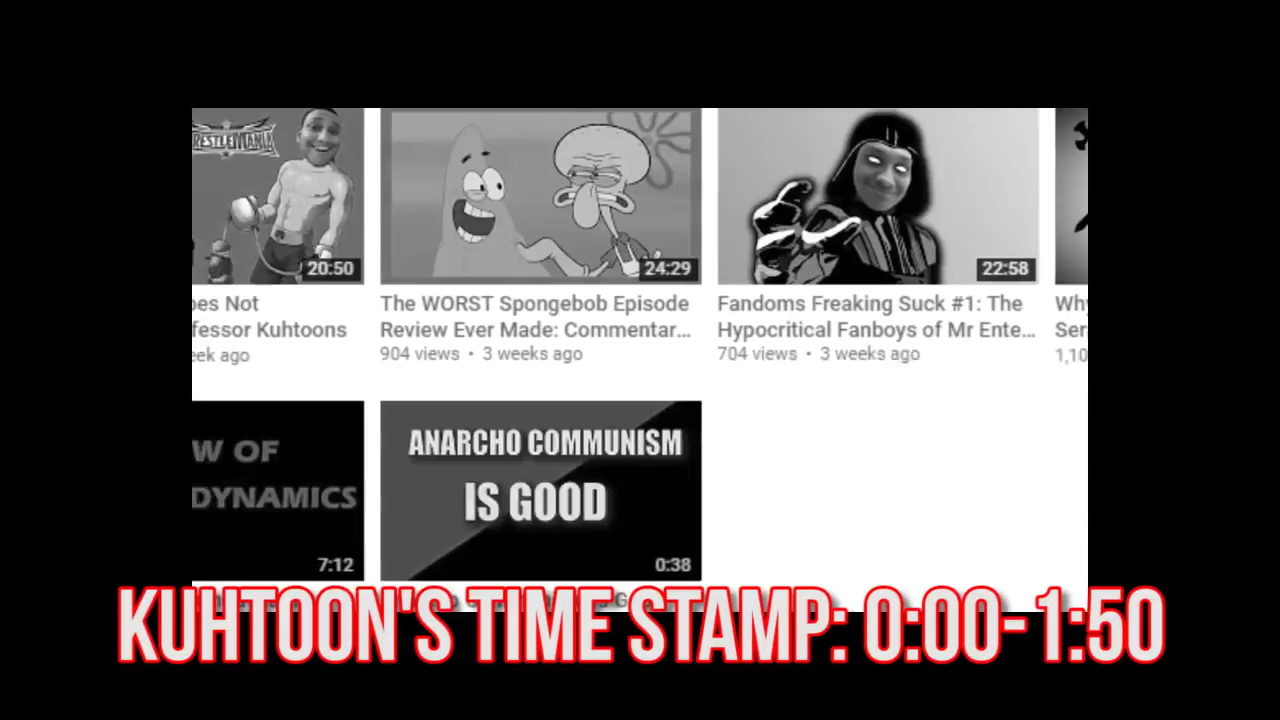 RESTLEMANIA
20:50
24:29
22:58
oes Not
fessor Kuhtoons
eek ago
The WORST Spongebob Episode
Review Ever Made: Commentar...
904 views • 3 weeks ago
Fandoms Freaking Suck #1: The
Hypocritical Fanboys of Mr Ente...
704 views • 3 weeks ago
Why
Ser
1,10
W OF
DYNAMICS
7:12
ANARCHO COMMUNISM
IS GOOD
0:38
KUHTOON'S TIME STAMP: 0:00-1:50